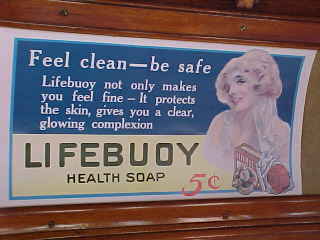 Feel clean—be safe
Lifebuoy not only makes
you feel fine – It protects
the skin, gives you a clear,
glowing complexion
LIFEBUOY
HEALTH SOAP
5¢